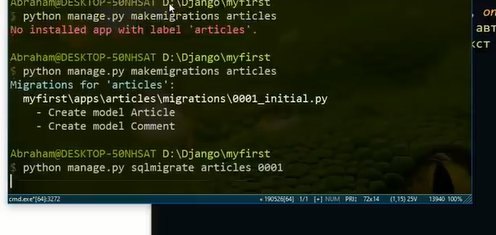 Abraham@DESKTOP-50NHSAT D:\Django\myfirst
$ python manage.py makemigrations articles
No installed app with label 'articles'.
Abraham@DESKTOP-50NHSAT D:\Django\myfirst
$ python manage.py makemigrations articles
Migrations for 'articles':
myfirst\apps\articles\migrations\0001_initial.py
- Create model Article
- Create model Comment
Abraham@DESKTOP-50NHSAT D:\Django\myfirst
$ python manage.py sqlmigrate articles 0001
cmd.exe*[64]:3272 « 190526[64] 1/1 [+] NUM PRI: 72x14 (1,15) 25V 13940 100%
авт
кст